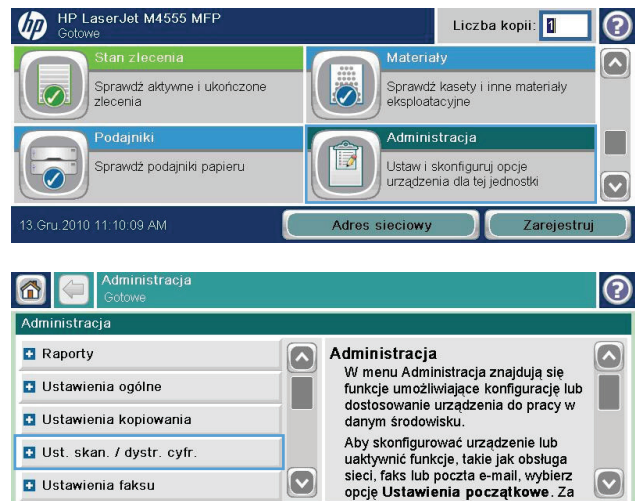 hp
HP LaserJet M4555 MFP
Gotowe
Liczba kopii: 1
?
Stan zlecenia
Sprawdź aktywne i ukończone
zlecenia
Materiały
Sprawdź kasety i inne materiały
eksploatacyjne
Podajniki
Sprawdź podajniki papieru
Administracja
Ustaw i skonfiguruj opcje
urządzenia dla tej jednostki
13.Gru.2010 11:10:09 AM
Adres sieciowy
Zarejestruj
Administracja
Gotowe
?
Administracja
Raporty
Ustawienia ogólne
Ustawienia kopiowania
Ust. skan. / dystr. cyfr.
Ustawienia faksu
Administracja
W menu Administracja znajdują się
funkcje umożliwiające konfigurację lub
dostosowanie urządzenia do pracy w
danym środowisku.
Aby skonfigurować urządzenie lub
uaktywnić funkcje, takie jak obsługa
sieci, faks lub poczta e-mail, wybierz
opcję Ustawienia początkowe. Za